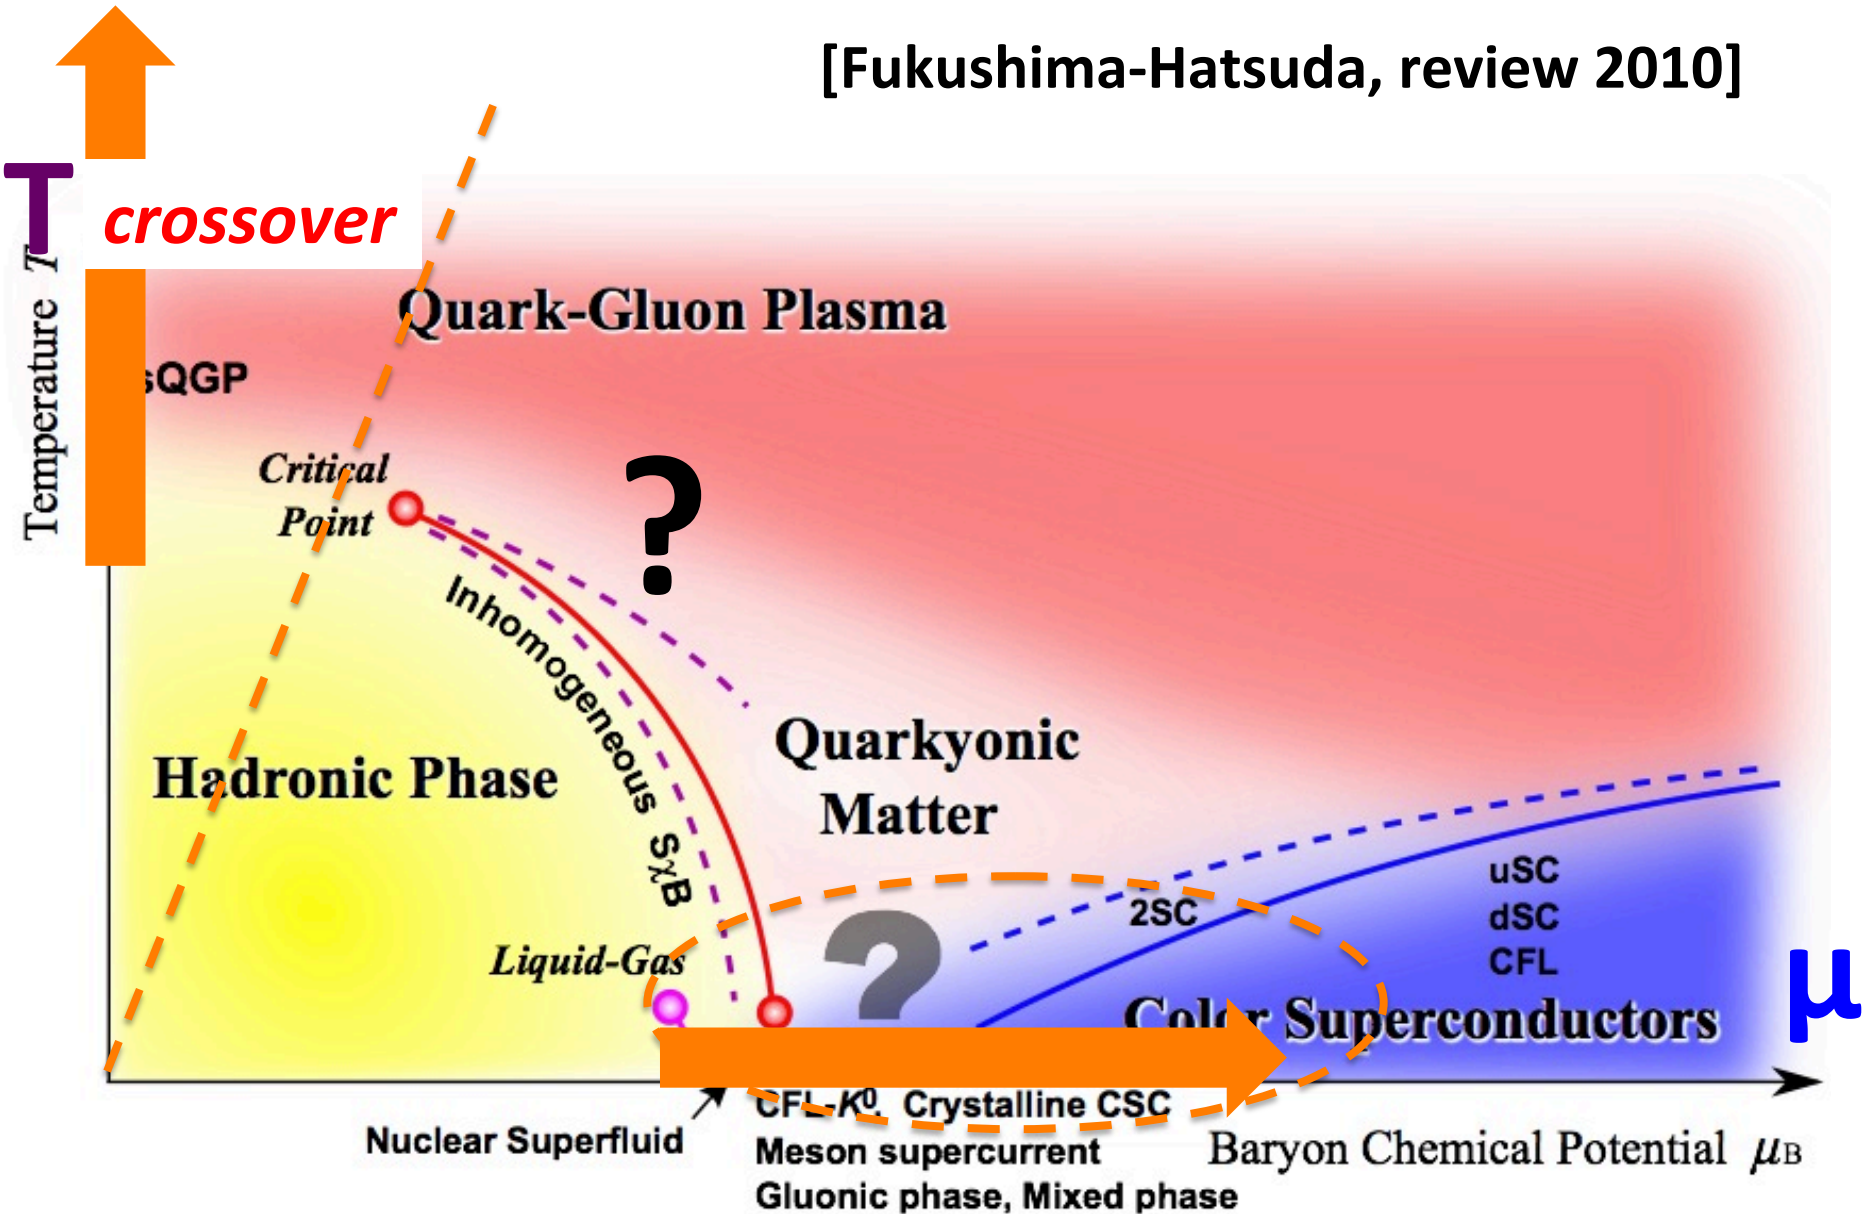 [Fukushima-Hatsuda, review 2010]
T
crossover
Temperature T
Quark-Gluon Plasma
sQGP
Critical
Point
?
Inhomogeneous SχB
Quarkyonic
Matter
Hadronic Phase
uSC
2SC
dSC
?
Liquid-Gas
CFL
μ
Color Superconductors
CFL-K⁰, Crystalline CSC
Nuclear Superfluid
Meson supercurrent
Baryon Chemical Potential μB
Gluonic phase, Mixed phase